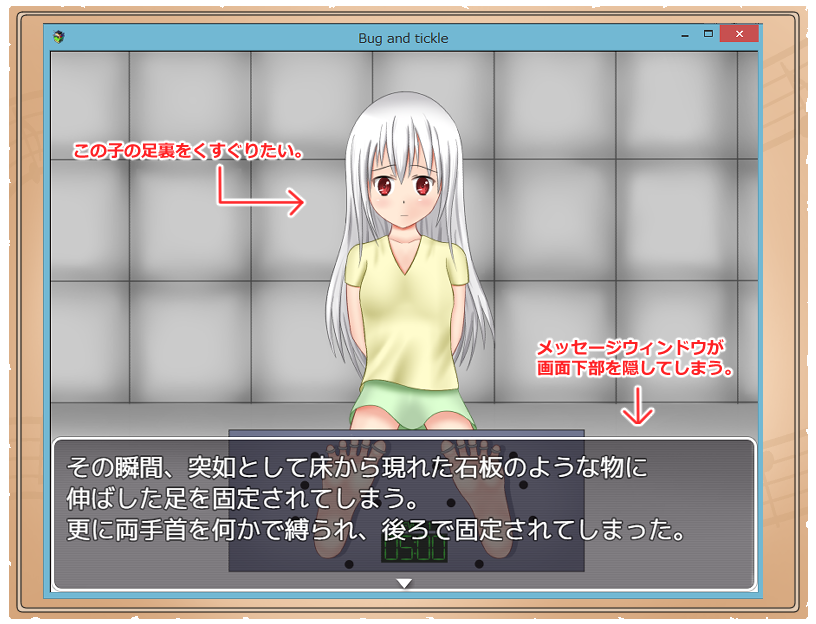 Bug and tickle
この子の足裏をくすぐりたい。
メッセージウィンドウが
画面下部を隠してしまう。
その瞬間、突如として床から現れた石板のような物に
伸ばした足を固定されてしまう。
更に両手首を何かで縛られ、後ろで固定されてしまった。
05:00